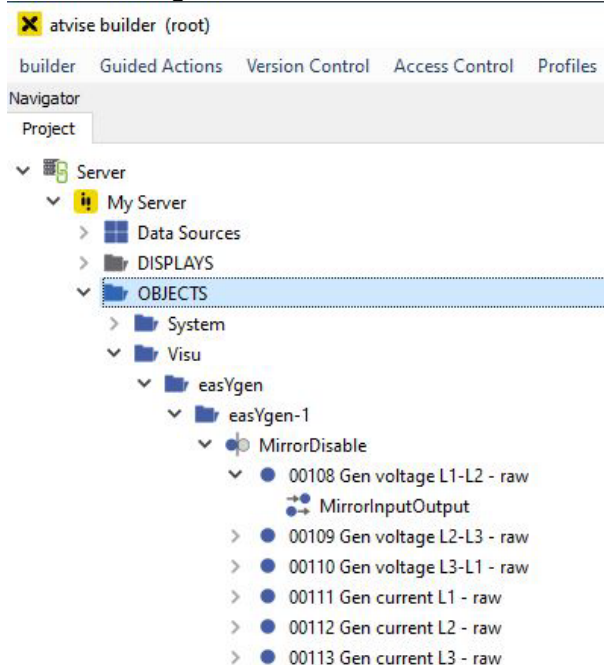 atvise builder (root)
builder Guided Actions Version Control Access Control Profiles
Navigator
Project
Server
My Server
Data Sources
DISPLAYS
OBJECTS
System
Visu
easYgen
easYgen-1
MirrorDisable
00108 Gen voltage L1-L2 - raw
MirrorInputOutput
00109 Gen voltage L2-L3 - raw
00110 Gen voltage L3-L1 - raw
00111 Gen current L1 - raw
00112 Gen current L2 - raw
00113 Gen current L3 - raw